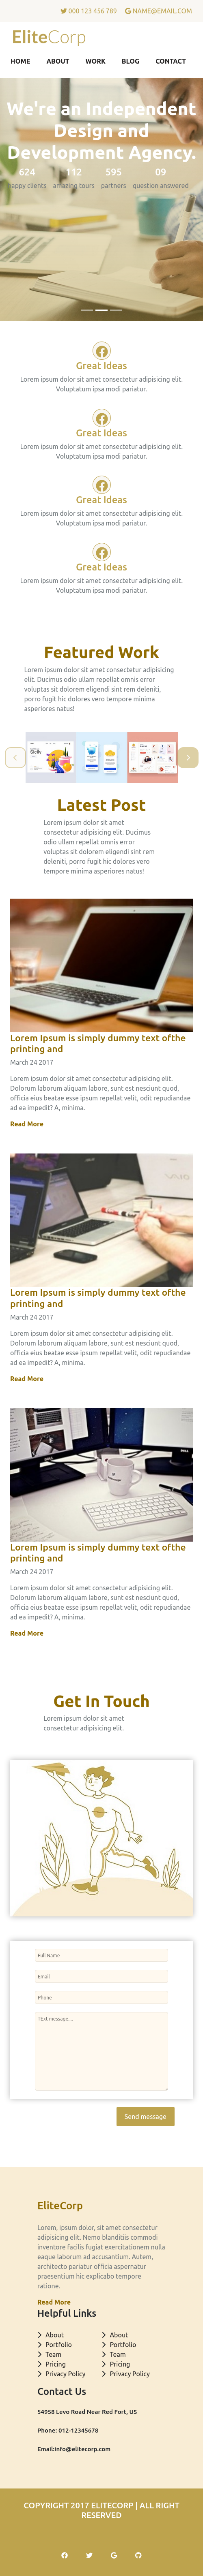 000 123 456 789 NAME@EMAIL.COM
EliteCorp
HOME ABOUT WORK BLOG CONTACT
We're an Independent
Design and
Development Agency.
624 112 595 09
happy clients amazing tours partners question answered
Great Ideas
Lorem ipsum dolor sit amet consectetur adipisicing elit.
Voluptatum ipsa modi pariatur.
Great Ideas
Lorem ipsum dolor sit amet consectetur adipisicing elit.
Voluptatum ipsa modi pariatur.
Great Ideas
Lorem ipsum dolor sit amet consectetur adipisicing elit.
Voluptatum ipsa modi pariatur.
Great Ideas
Lorem ipsum dolor sit amet consectetur adipisicing elit.
Voluptatum ipsa modi pariatur.
Featured Work
Lorem ipsum dolor sit amet consectetur adipisicing
elit. Ducimus odio ullam repellat omnis error
voluptas sit dolorem eligendi sint rem deleniti,
porro fugit hic dolores vero tempore minima
asperiores natus!
Latest Post
Lorem ipsum dolor sit amet
consectetur adipisicing elit. Ducimus
odio ullam repellat omnis error
voluptas sit dolorem eligendi sint rem
deleniti, porro fugit hic dolores vero
tempore minima asperiores natus!
Lorem Ipsum is simply dummy text ofthe
printing and
March 24 2017
Lorem ipsum dolor sit amet consectetur adipisicing elit.
Dolorum laborum aliquam labore, sunt est nesciunt quod,
officia eius beatae esse ipsum repellat velit, odit repudiandae
ad ea impedit? A, minima.
Read More
Lorem Ipsum is simply dummy text ofthe
printing and
March 24 2017
Lorem ipsum dolor sit amet consectetur adipisicing elit.
Dolorum laborum aliquam labore, sunt est nesciunt quod,
officia eius beatae esse ipsum repellat velit, odit repudiandae
ad ea impedit? A, minima.
Read More
Lorem Ipsum is simply dummy text ofthe
printing and
March 24 2017
Lorem ipsum dolor sit amet consectetur adipisicing elit.
Dolorum laborum aliquam labore, sunt est nesciunt quod,
officia eius beatae esse ipsum repellat velit, odit repudiandae
ad ea impedit? A, minima.
Read More
Get In Touch
Lorem ipsum dolor sit amet
consectetur adipisicing elit.
Full Name
Email
Phone
TExt message....
Send message
EliteCorp
Lorem, ipsum dolor, sit amet consectetur
adipisicing elit. Nemo blanditiis commodi
inventore facilis fugiat exercitationem nulla
eaque laborum ad accusantium. Autem,
architecto pariatur officia aspernatur
praesentium hic explicabo tempore
ratione.
Read More
Helpful Links
About About
Portfolio Portfolio
Team Team
Pricing Pricing
Privacy Policy Privacy Policy
Contact Us
54958 Levo Road Near Red Fort, US
Phone: 012-12345678
Email:info@elitecorp.com
COPYRIGHT 2017 ELITECORP | ALL RIGHT
RESERVED